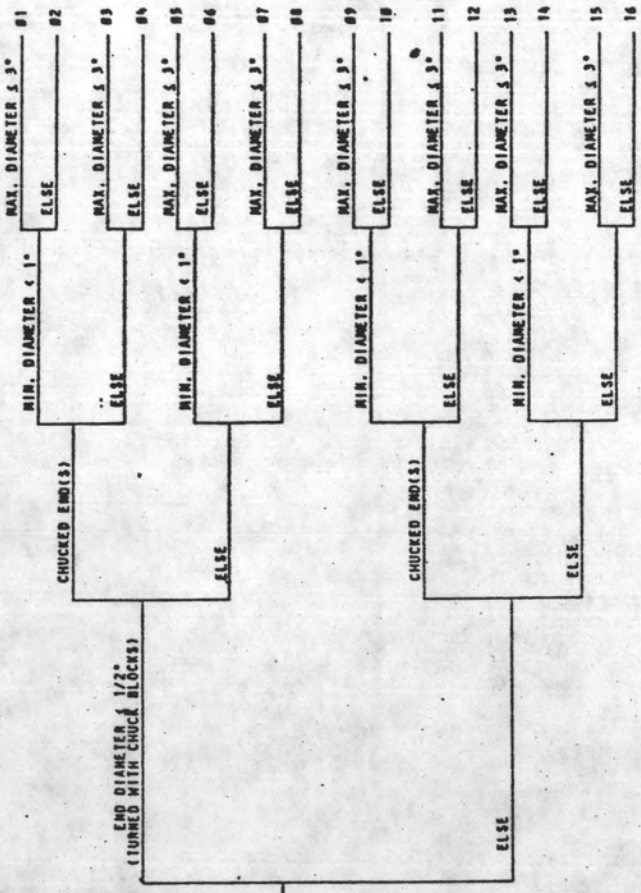 END DIAMETER ≤ 1/2"
(TURNED WITH CHUCK BLOCKS)
ELSE
CHUCKED END(S)
ELSE
CHUCKED END(S)
ELSE
MIN. DIAMETER < 1"
ELSE
MIN. DIAMETER < 1"
ELSE
MIN. DIAMETER < 1"
ELSE
MIN. DIAMETER < 1"
ELSE
MAX. DIAMETER ≤ 3" 01
ELSE 02
MAX. DIAMETER ≤ 3" 03
ELSE 04
MAX. DIAMETER ≤ 3" 05
ELSE 06
MAX. DIAMETER ≤ 3" 07
ELSE 08
MAX. DIAMETER ≤ 3" 09
ELSE 10
MAX. DIAMETER ≤ 3" 11
ELSE 12
MAX. DIAMETER ≤ 3" 13
ELSE 14
MAX. DIAMETER ≤ 3" 15
ELSE 16